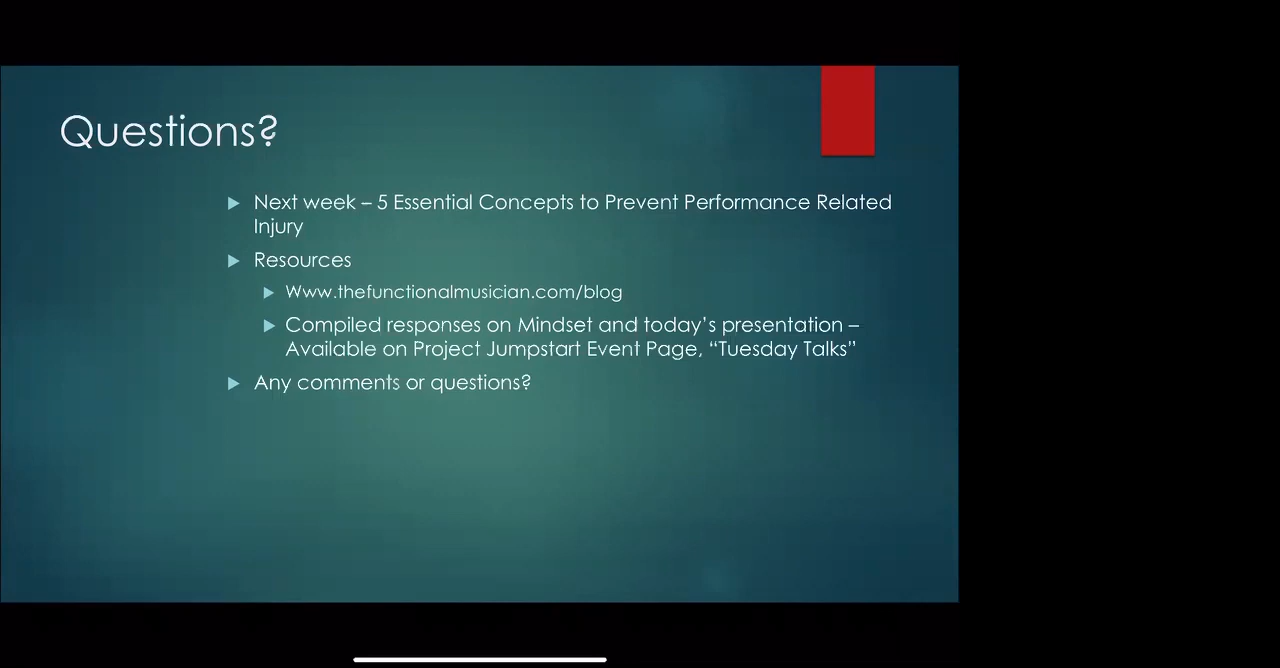 Questions?
Next week – 5 Essential Concepts to Prevent Performance Related
Injury
Resources
Www.thefunctionalmusician.com/blog
Compiled responses on Mindset and today’s presentation –
Available on Project Jumpstart Event Page, “Tuesday Talks”
Any comments or questions?